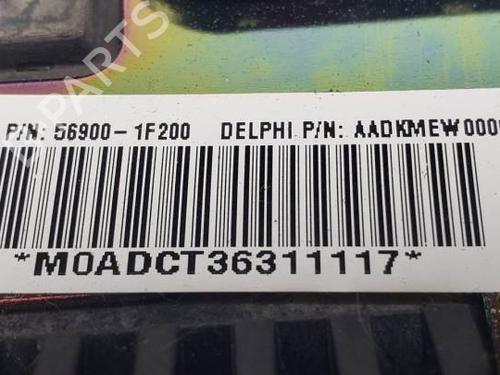 P/N: 56900-1F200 DELPHI P/N: AADKMEW000
*M0ADCT36311117*